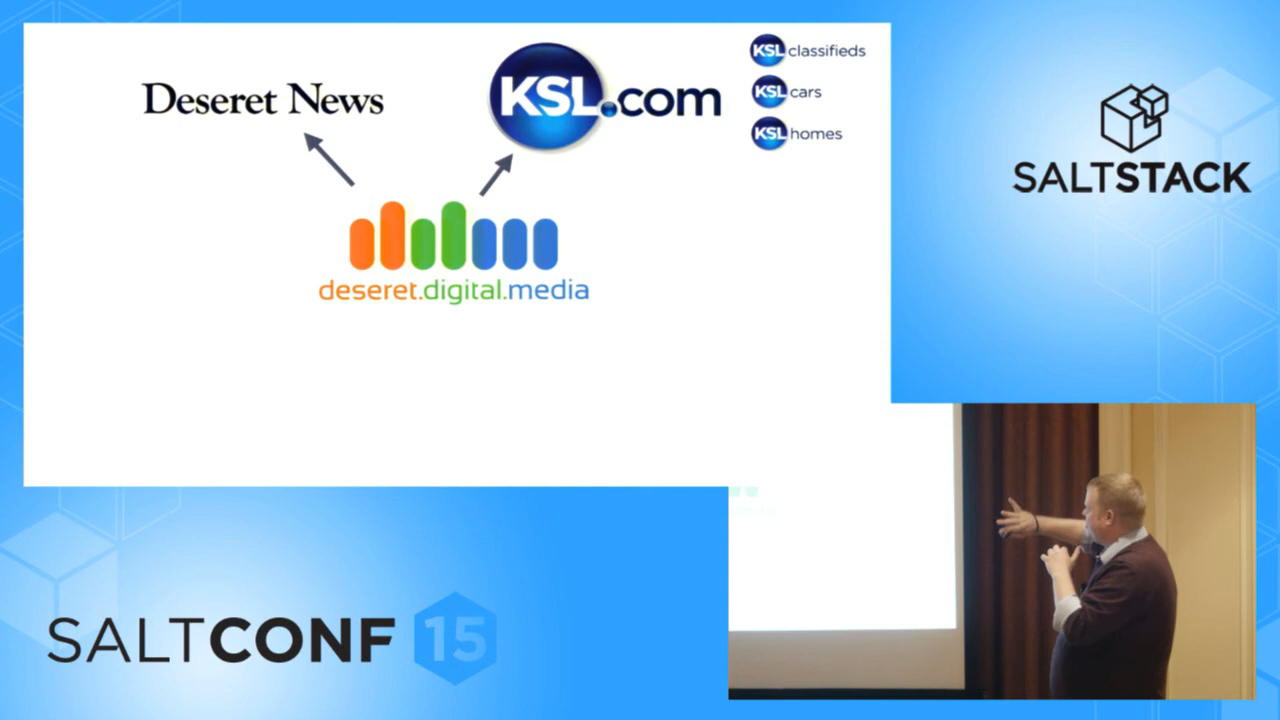 Deseret News
KSL.com
KSL classifieds
KSL cars
KSL homes
deseret.digital.media
SALTSTACK
SALTCONF 15